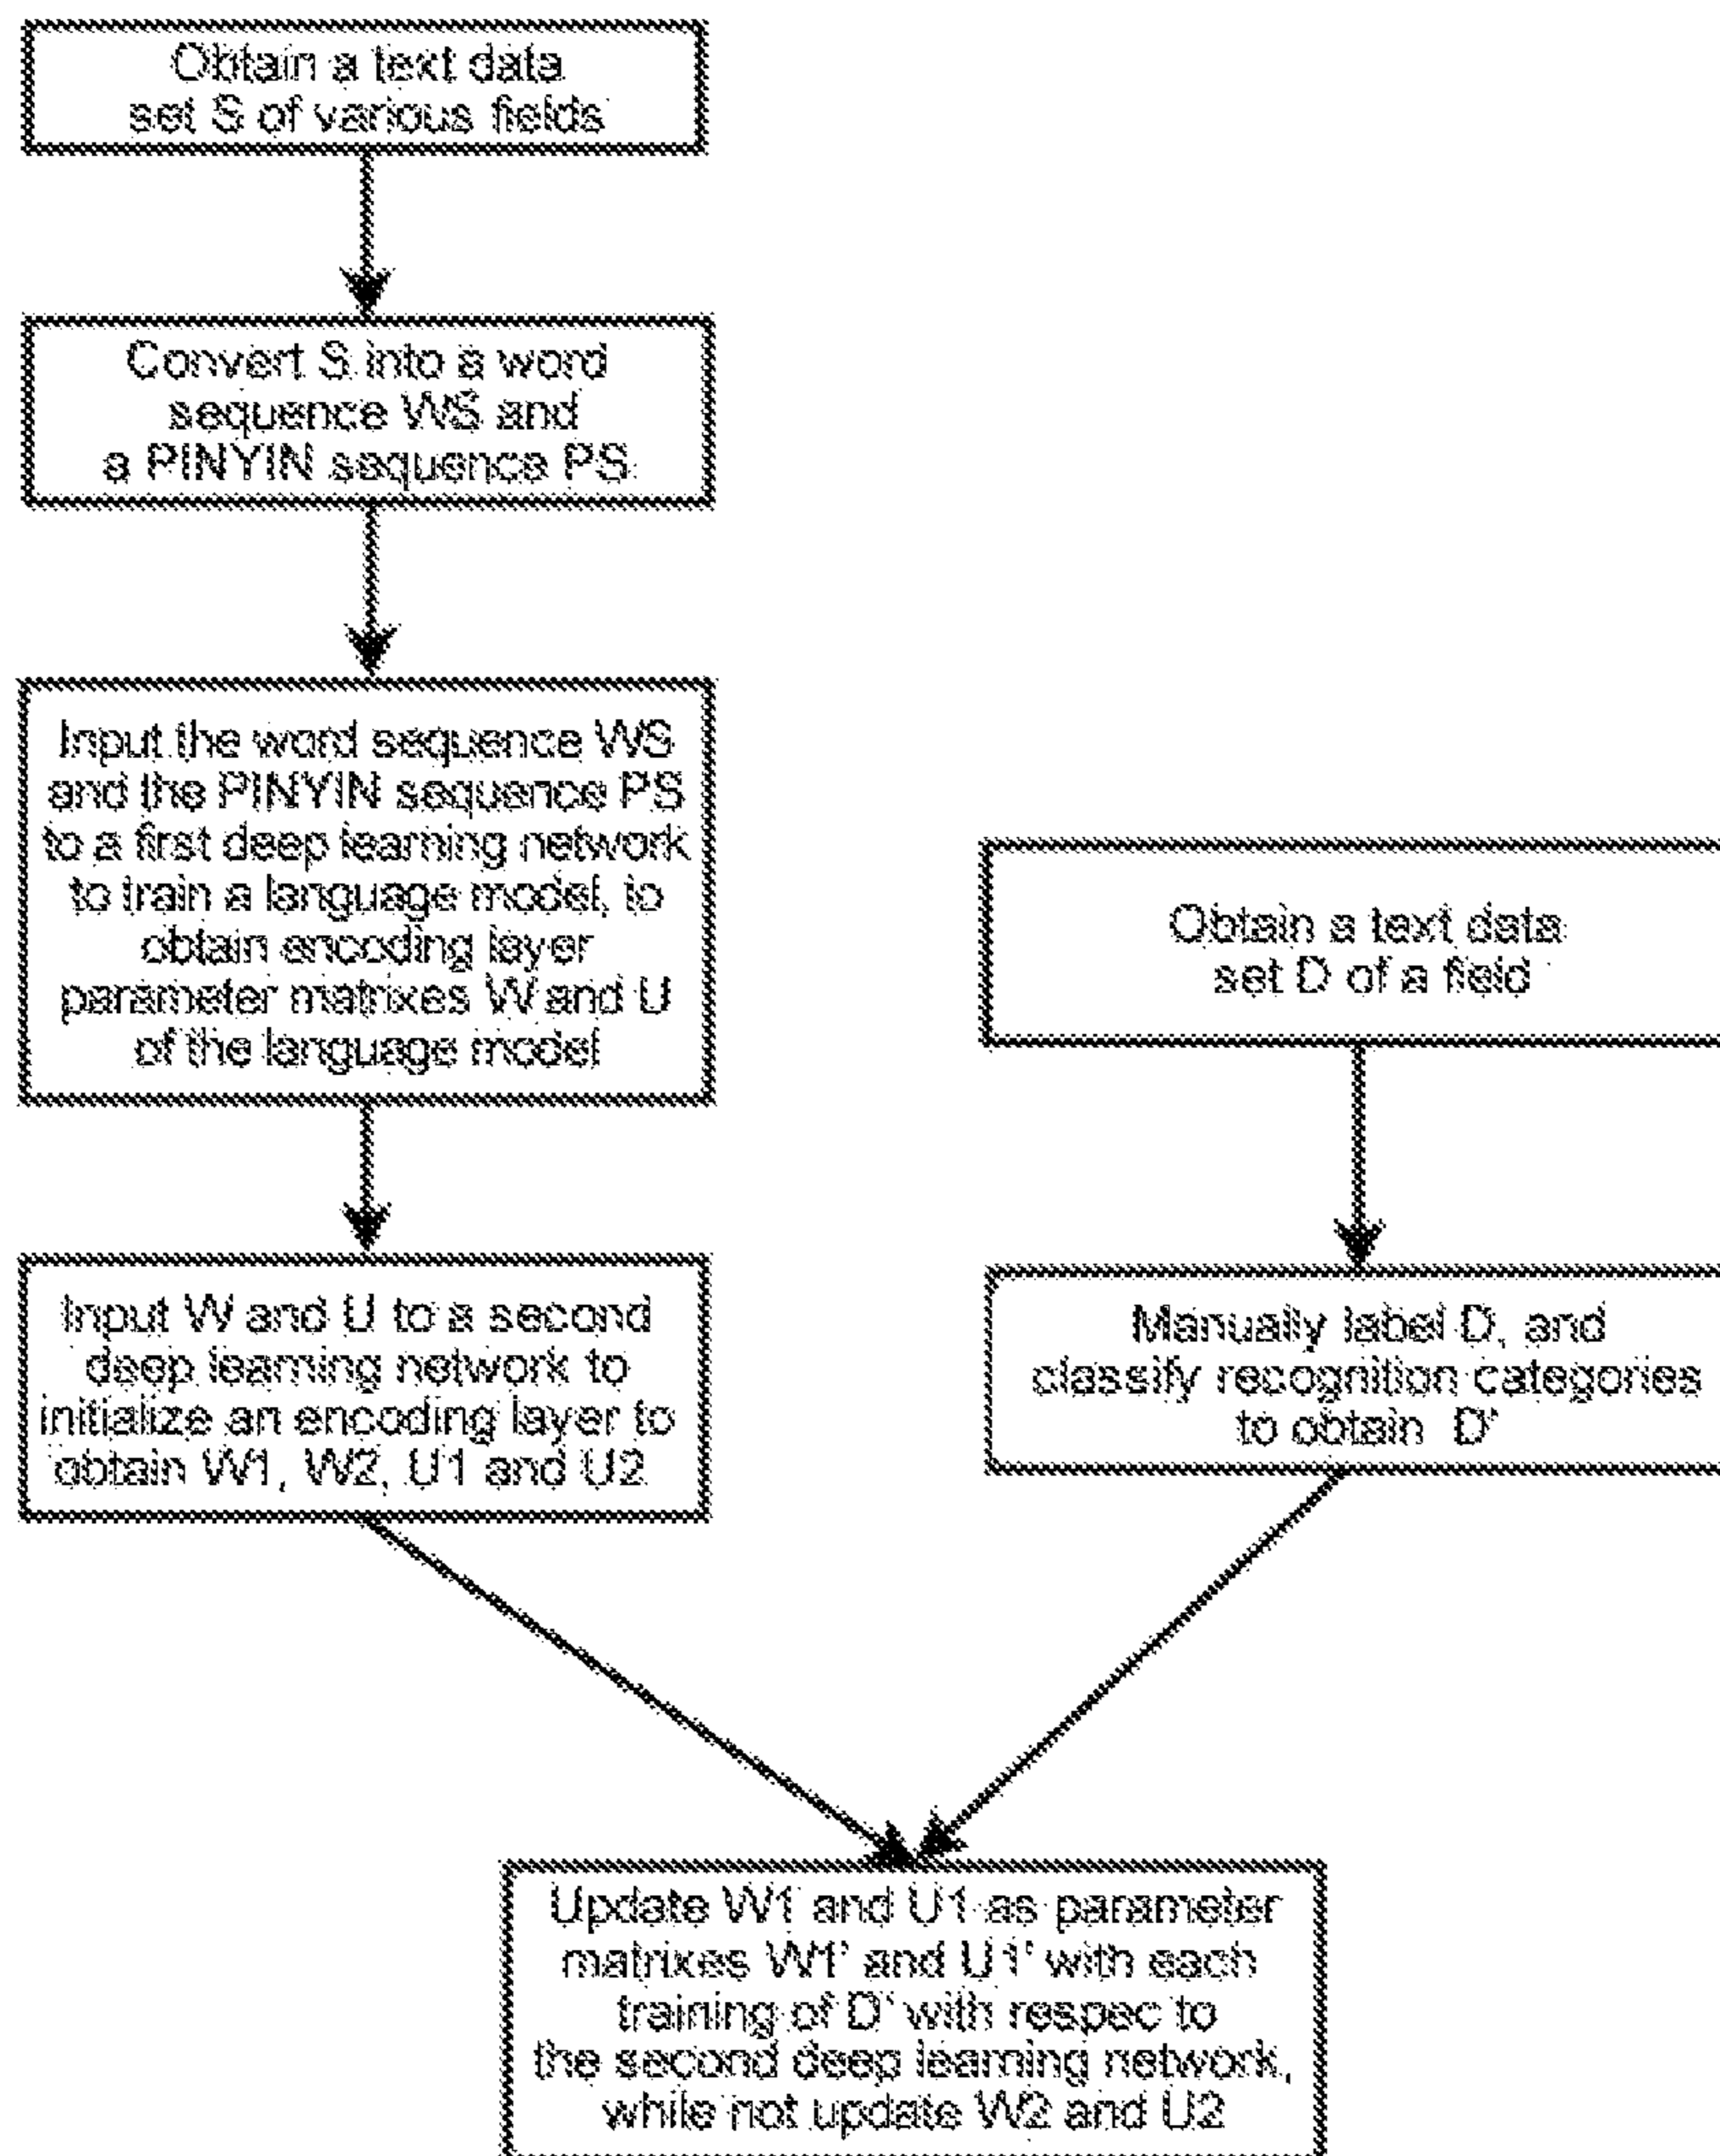 Obtain a text data
set S of various fields
Convert S into a word
sequence WS and
a PINYIN sequence PS
Input the word sequence WS
and the PINYIN sequence PS
to a first deep learning network
to train a language model, to
obtain encoding layer
parameter matrixes W and U
of the language model
Input W and U to a second
deep learning network to
initialize an encoding layer to
obtain W1, W2, U1 and U2
Obtain a text data
set D of a field
Manually label D, and
classify recognition categories
to obtain D'
Update W1 and U1 as parameter
matrixes W1' and U1' with each
training of D' with respec to
the second deep learning network,
while not update W2 and U2